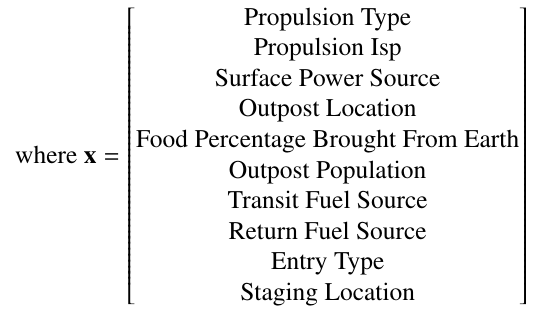 Propulsion Type
Propulsion Isp
Surface Power Source
Outpost Location
Food Percentage Brought From Earth
where x =
Outpost Population
Transit Fuel Source
Return Fuel Source
Entry Type
Staging Location